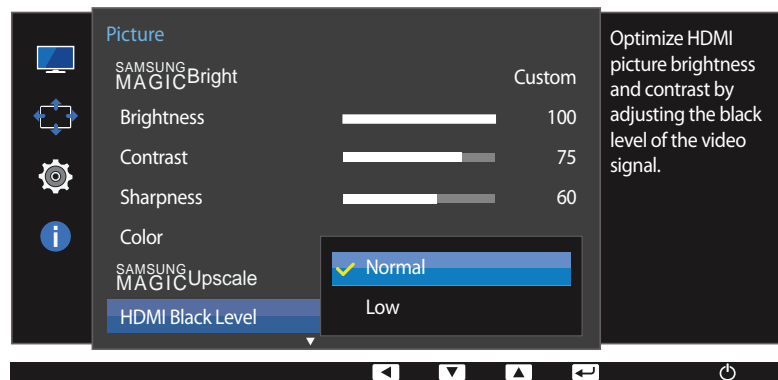 Picture
SAMSUNG
MAGIC Bright Custom
Brightness 100
Contrast 75
Sharpness 60
Color
SAMSUNG
MAGIC Upscale
HDMI Black Level
Normal
Low
Optimize HDMI
picture brightness
and contrast by
adjusting the black
level of the video
signal.